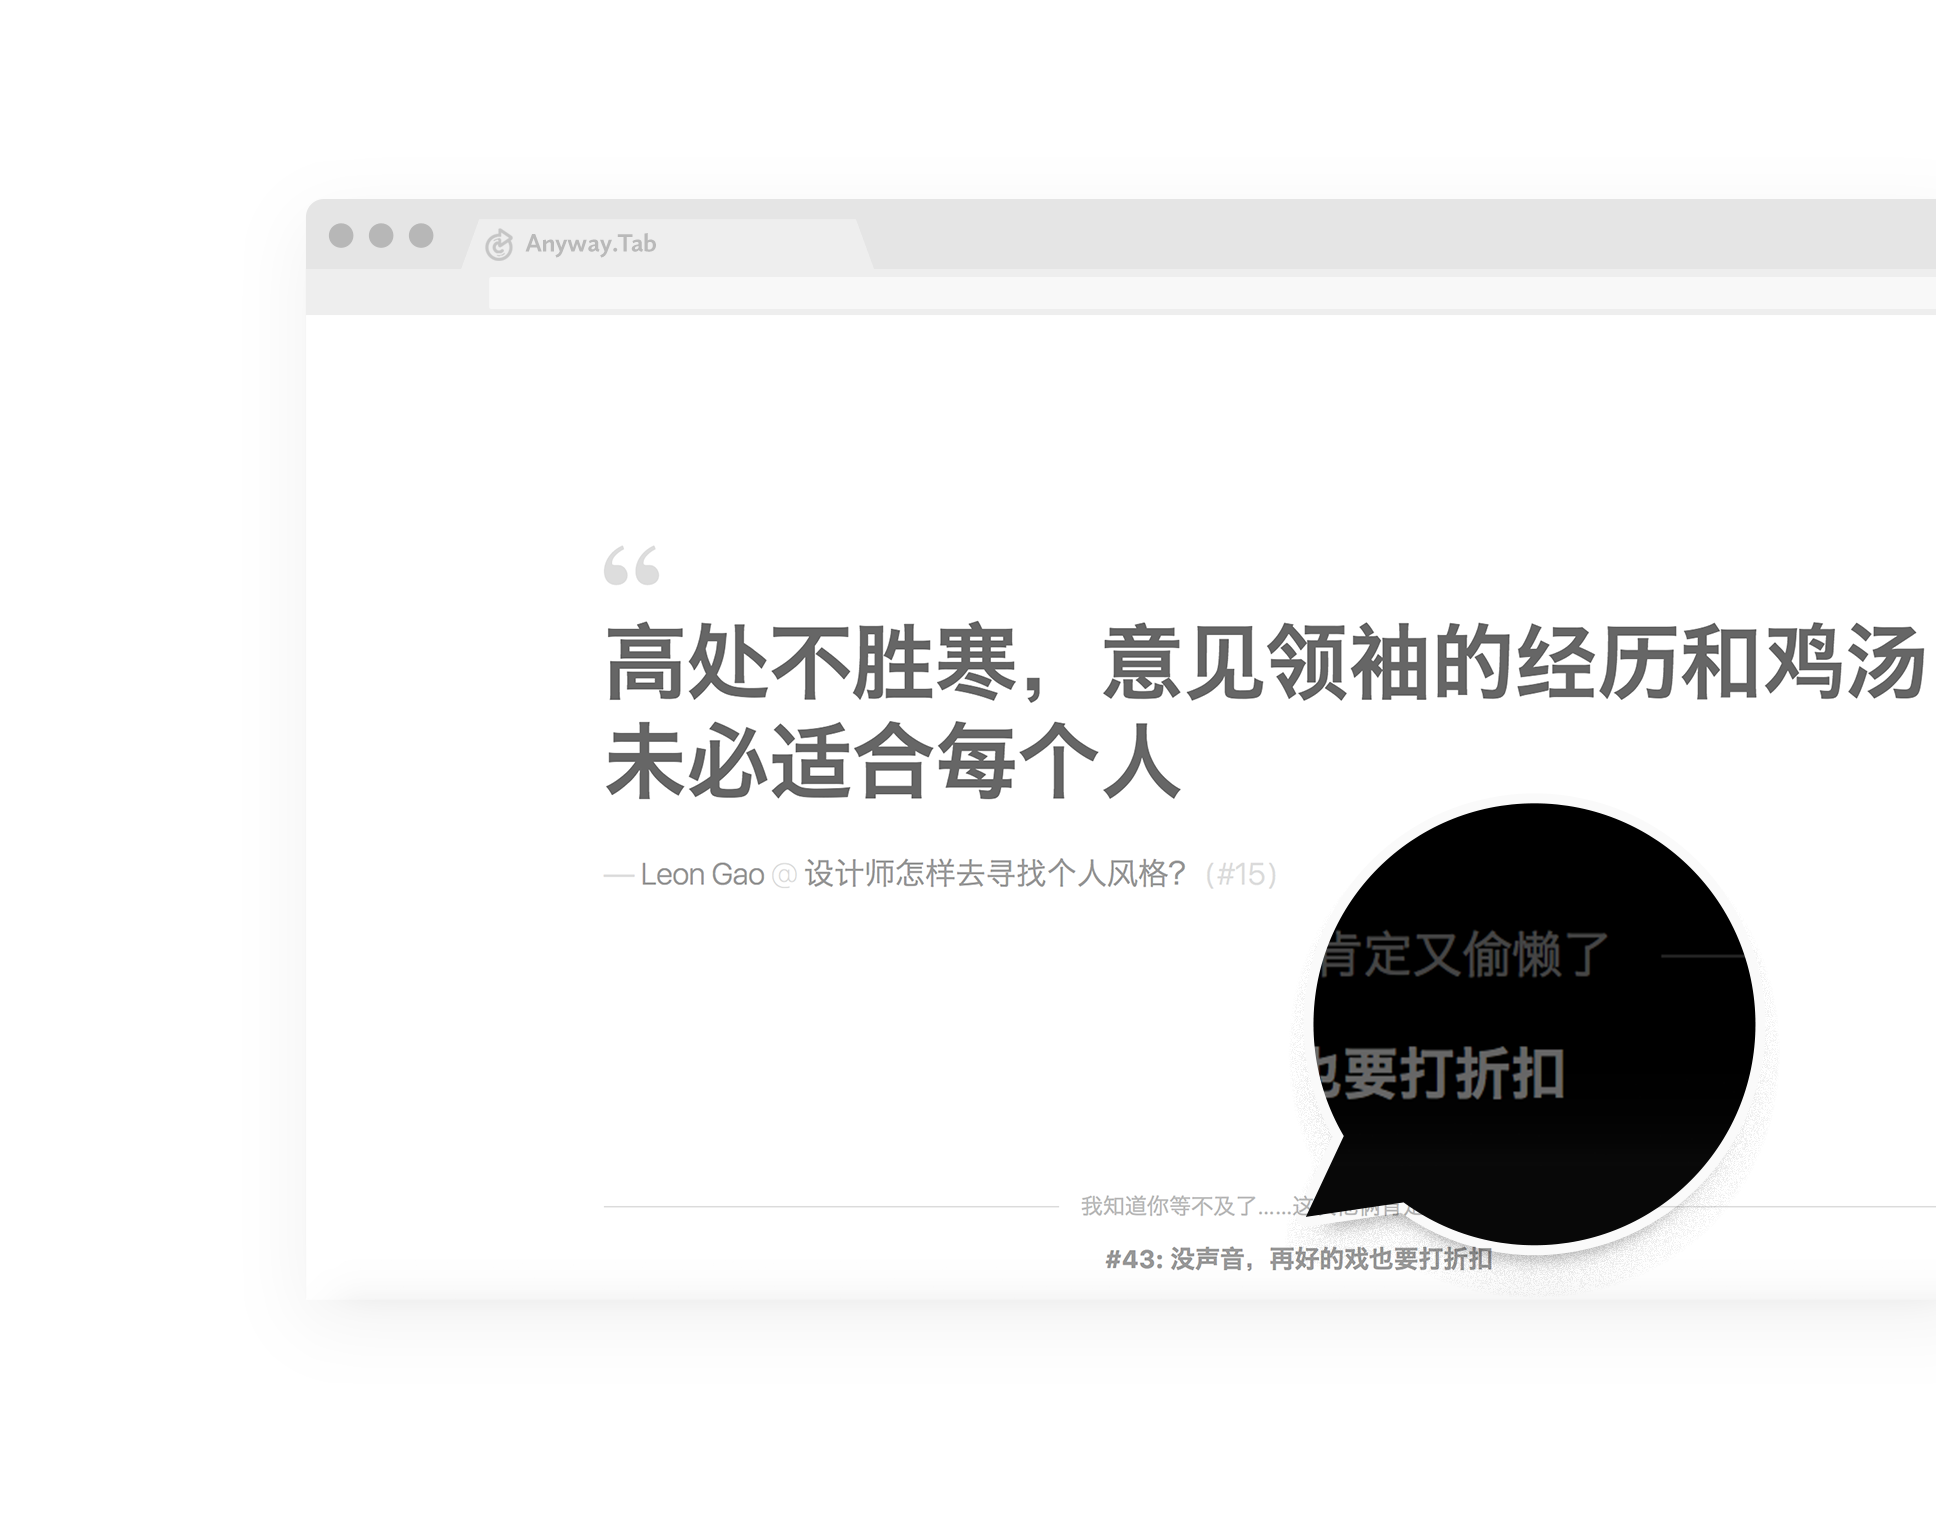 Anyway.Tab
“
高处不胜寒，意见领袖的经历和鸡汤
未必适合每个人
— Leon Gao @ 设计师怎样去寻找个人风格？ (#15)
肯定又偷懒了
也要打折扣
我知道你等不及了……这
#43: 没声音，再好的戏也要打折扣